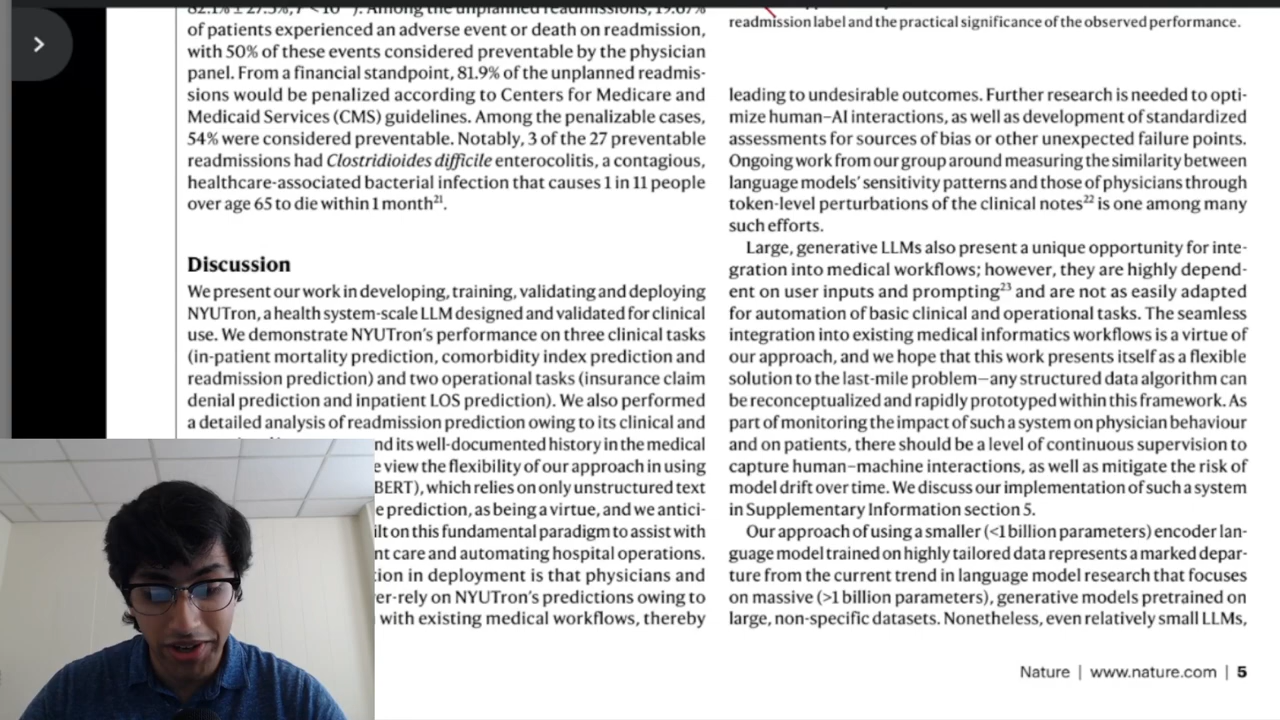 of patients experienced an adverse event or death on readmission,
with 50% of these events considered preventable by the physician
panel. From a financial standpoint, 81.9% of the unplanned readmis-
sions would be penalized according to Centers for Medicare and
Medicaid Services (CMS) guidelines. Among the penalizable cases,
54% were considered preventable. Notably, 3 of the 27 preventable
readmissions had Clostridioides difficile enterocolitis, a contagious,
healthcare-associated bacterial infection that causes 1 in 11 people
over age 65 to die within 1 month²¹.
Discussion
We present our work in developing, training, validating and deploying
NYUTron, a health system-scale LLM designed and validated for clinical
use. We demonstrate NYUTron's performance on three clinical tasks
(in-patient mortality prediction, comorbidity index prediction and
readmission prediction) and two operational tasks (insurance claim
denial prediction and inpatient LOS prediction). We also performed
a detailed analysis of readmission prediction owing to its clinical and
nd its well-documented history in the medical
e view the flexibility of our approach in using
BERT), which relies on only unstructured text
e prediction, as being a virtue, and we antici-
ilt on this fundamental paradigm to assist with
nt care and automating hospital operations.
ion in deployment is that physicians and
er-rely on NYUTron's predictions owing to
with existing medical workflows, thereby
readmission label and the practical significance of the observed performance.
leading to undesirable outcomes. Further research is needed to opti-
mize human–AI interactions, as well as development of standardized
assessments for sources of bias or other unexpected failure points.
Ongoing work from our group around measuring the similarity between
language models' sensitivity patterns and those of physicians through
token-level perturbations of the clinical notes²² is one among many
such efforts.
Large, generative LLMs also present a unique opportunity for inte-
gration into medical workflows; however, they are highly depend-
ent on user inputs and prompting²³ and are not as easily adapted
for automation of basic clinical and operational tasks. The seamless
integration into existing medical informatics workflows is a virtue of
our approach, and we hope that this work presents itself as a flexible
solution to the last-mile problem—any structured data algorithm can
be reconceptualized and rapidly prototyped within this framework. As
part of monitoring the impact of such a system on physician behaviour
and on patients, there should be a level of continuous supervision to
capture human–machine interactions, as well as mitigate the risk of
model drift over time. We discuss our implementation of such a system
in Supplementary Information section 5.
Our approach of using a smaller (<1 billion parameters) encoder lan-
guage model trained on highly tailored data represents a marked depar-
ture from the current trend in language model research that focuses
on massive (>1 billion parameters), generative models pretrained on
large, non-specific datasets. Nonetheless, even relatively small LLMs,
Nature | www.nature.com | 5